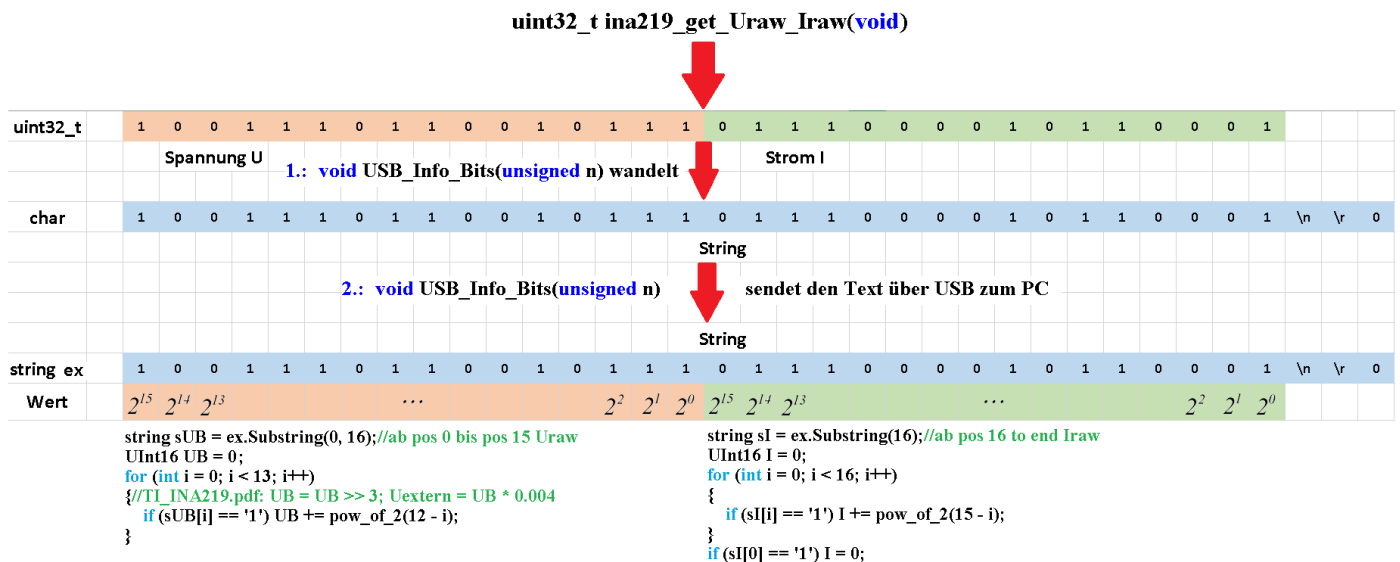 uint32_t ina219_get_Uraw_Iraw(void)
uint32_t 1 0 0 1 1 1 0 1 1 0 0 1 0 1 1 1 0 1 1 1 0 0 0 0 1 0 1 1 0 0 0 1
Spannung U Strom I
1.: void USB_Info_Bits(unsigned n) wandelt
char 1 0 0 1 1 1 0 1 1 0 0 1 0 1 1 1 0 1 1 1 0 0 0 0 1 0 1 1 0 0 0 1 \n \r 0
String
2.: void USB_Info_Bits(unsigned n) sendet den Text über USB zum PC
String
string ex 1 0 0 1 1 1 0 1 1 0 0 1 0 1 1 1 0 1 1 1 0 0 0 0 1 0 1 1 0 0 0 1 \n \r 0
Wert 2^15 2^14 2^13 ... 2^2 2^1 2^0 2^15 2^14 2^13 ... 2^2 2^1 2^0
string sUB = ex.Substring(0, 16);//ab pos 0 bis pos 15 Uraw
UInt16 UB = 0;
for (int i = 0; i < 13; i++)
{//TI_INA219.pdf: UB = UB >> 3; Uextern = UB * 0.004
if (sUB[i] == '1') UB += pow_of_2(12 - i);
}
string sI = ex.Substring(16);//ab pos 16 to end Iraw
UInt16 I = 0;
for (int i = 0; i < 16; i++)
{
if (sI[i] == '1') I += pow_of_2(15 - i);
}
if (sI[0] == '1') I = 0;